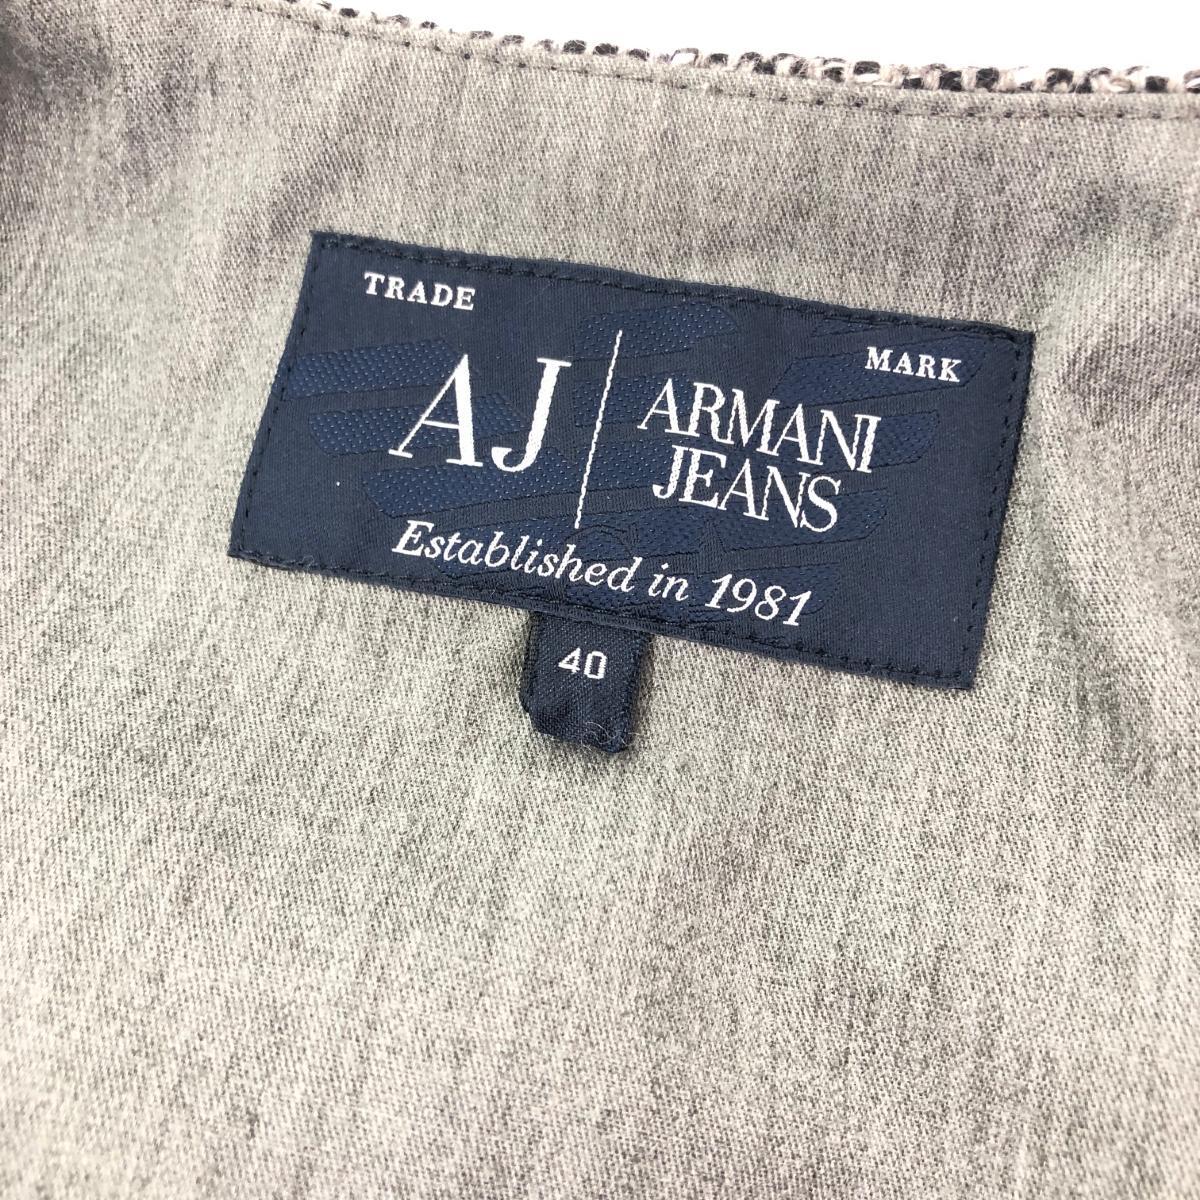 TRADE
MARK
AJ
ARMANI
JEANS
Established in 1981
40